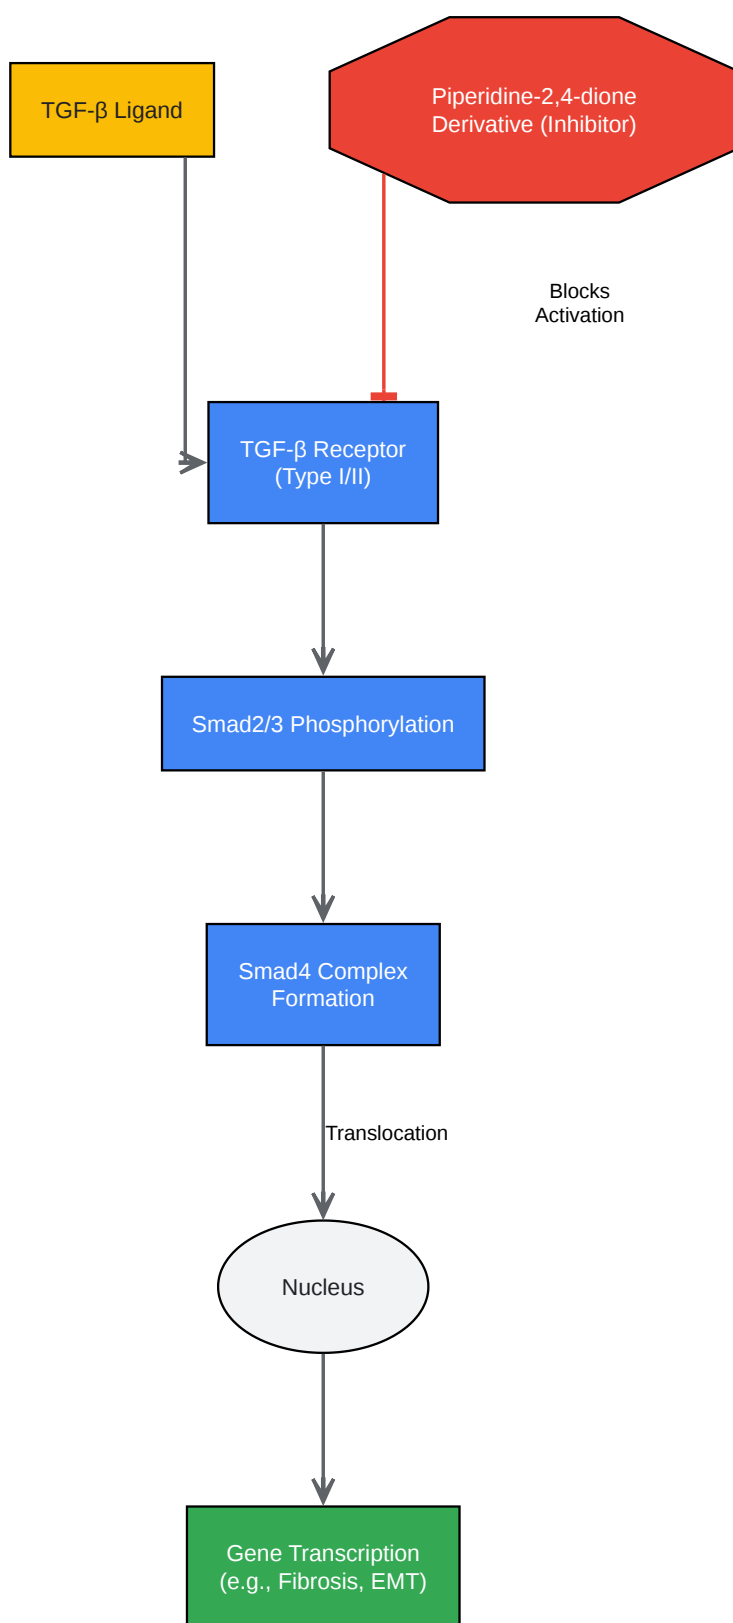 TGF-β Ligand
Piperidine-2,4-dione
Derivative (Inhibitor)
Blocks
Activation
TGF-β Receptor
(Type I/II)
Smad2/3 Phosphorylation
Smad4 Complex
Formation
Translocation
Nucleus
Gene Transcription
(e.g., Fibrosis, EMT)